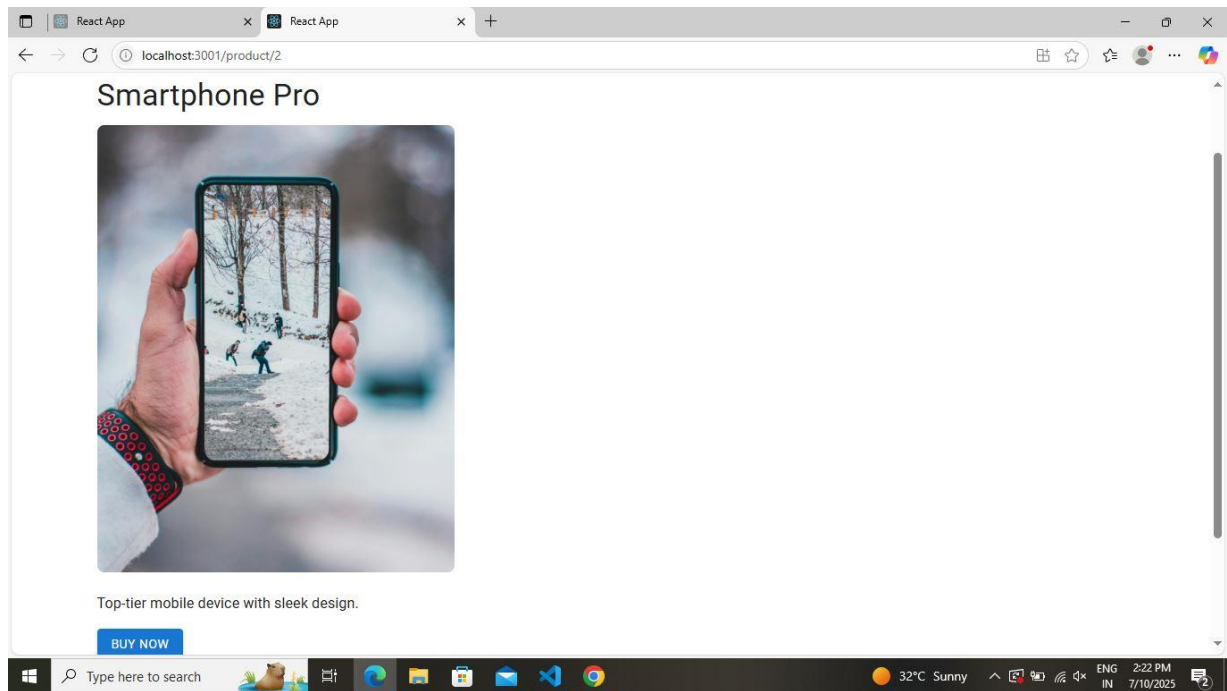 React App
React App
localhost:3001/product/2
Smartphone Pro
Top-tier mobile device with sleek design.
BUY NOW
Type here to search
32°C Sunny
ENG
IN
2:22 PM
7/10/2025
2